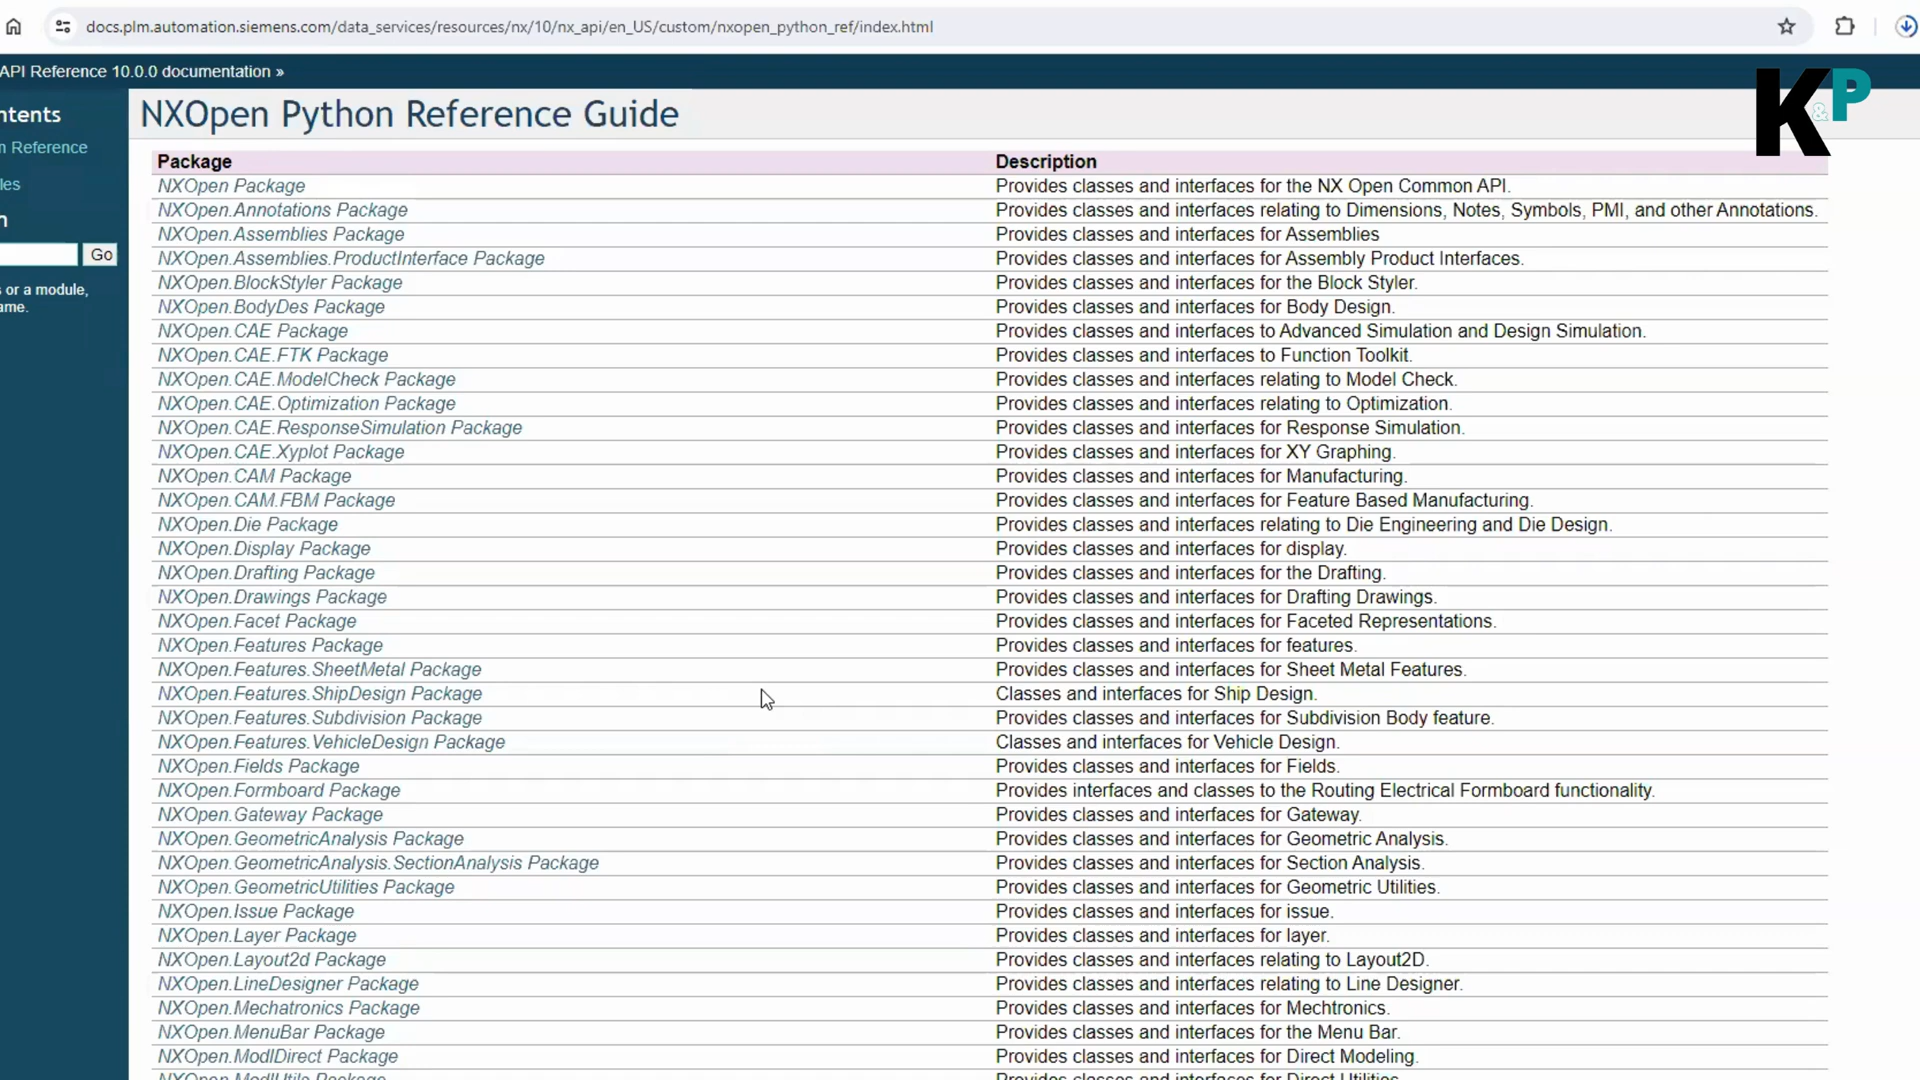 docs.plm.automation.siemens.com/data_services/resources/nx/10/nx_api/en_US/custom/nxopen_python_ref/index.html
API Reference 10.0.0 documentation »
K&P
ntents
n Reference
les
n
Go
s or a module,
ame.
NXOpen Python Reference Guide
Package Description
NXOpen Package Provides classes and interfaces for the NX Open Common API.
NXOpen.Annotations Package Provides classes and interfaces relating to Dimensions, Notes, Symbols, PMI, and other Annotations.
NXOpen.Assemblies Package Provides classes and interfaces for Assemblies
NXOpen.Assemblies.ProductInterface Package Provides classes and interfaces for Assembly Product Interfaces.
NXOpen.BlockStyler Package Provides classes and interfaces for the Block Styler.
NXOpen.BodyDes Package Provides classes and interfaces for Body Design.
NXOpen.CAE Package Provides classes and interfaces to Advanced Simulation and Design Simulation.
NXOpen.CAE.FTK Package Provides classes and interfaces to Function Toolkit.
NXOpen.CAE.ModelCheck Package Provides classes and interfaces relating to Model Check.
NXOpen.CAE.Optimization Package Provides classes and interfaces relating to Optimization.
NXOpen.CAE.ResponseSimulation Package Provides classes and interfaces for Response Simulation.
NXOpen.CAE.Xyplot Package Provides classes and interfaces for XY Graphing.
NXOpen.CAM Package Provides classes and interfaces for Manufacturing.
NXOpen.CAM.FBM Package Provides classes and interfaces for Feature Based Manufacturing.
NXOpen.Die Package Provides classes and interfaces relating to Die Engineering and Die Design.
NXOpen.Display Package Provides classes and interfaces for display.
NXOpen.Drafting Package Provides classes and interfaces for the Drafting.
NXOpen.Drawings Package Provides classes and interfaces for Drafting Drawings.
NXOpen.Facet Package Provides classes and interfaces for Faceted Representations.
NXOpen.Features Package Provides classes and interfaces for features.
NXOpen.Features.SheetMetal Package Provides classes and interfaces for Sheet Metal Features.
NXOpen.Features.ShipDesign Package Classes and interfaces for Ship Design.
NXOpen.Features.Subdivision Package Provides classes and interfaces for Subdivision Body feature.
NXOpen.Features.VehicleDesign Package Classes and interfaces for Vehicle Design.
NXOpen.Fields Package Provides classes and interfaces for Fields.
NXOpen.Formboard Package Provides interfaces and classes to the Routing Electrical Formboard functionality.
NXOpen.Gateway Package Provides classes and interfaces for Gateway.
NXOpen.GeometricAnalysis Package Provides classes and interfaces for Geometric Analysis.
NXOpen.GeometricAnalysis.SectionAnalysis Package Provides classes and interfaces for Section Analysis.
NXOpen.GeometricUtilities Package Provides classes and interfaces for Geometric Utilities.
NXOpen.Issue Package Provides classes and interfaces for issue.
NXOpen.Layer Package Provides classes and interfaces for layer.
NXOpen.Layout2d Package Provides classes and interfaces relating to Layout2D.
NXOpen.LineDesigner Package Provides classes and interfaces relating to Line Designer.
NXOpen.Mechatronics Package Provides classes and interfaces for Mechtronics.
NXOpen.MenuBar Package Provides classes and interfaces for the Menu Bar.
NXOpen.ModlDirect Package Provides classes and interfaces for Direct Modeling.
NXOpen.ModlUtils Package Provides classes and interfaces for Direct Utilities.